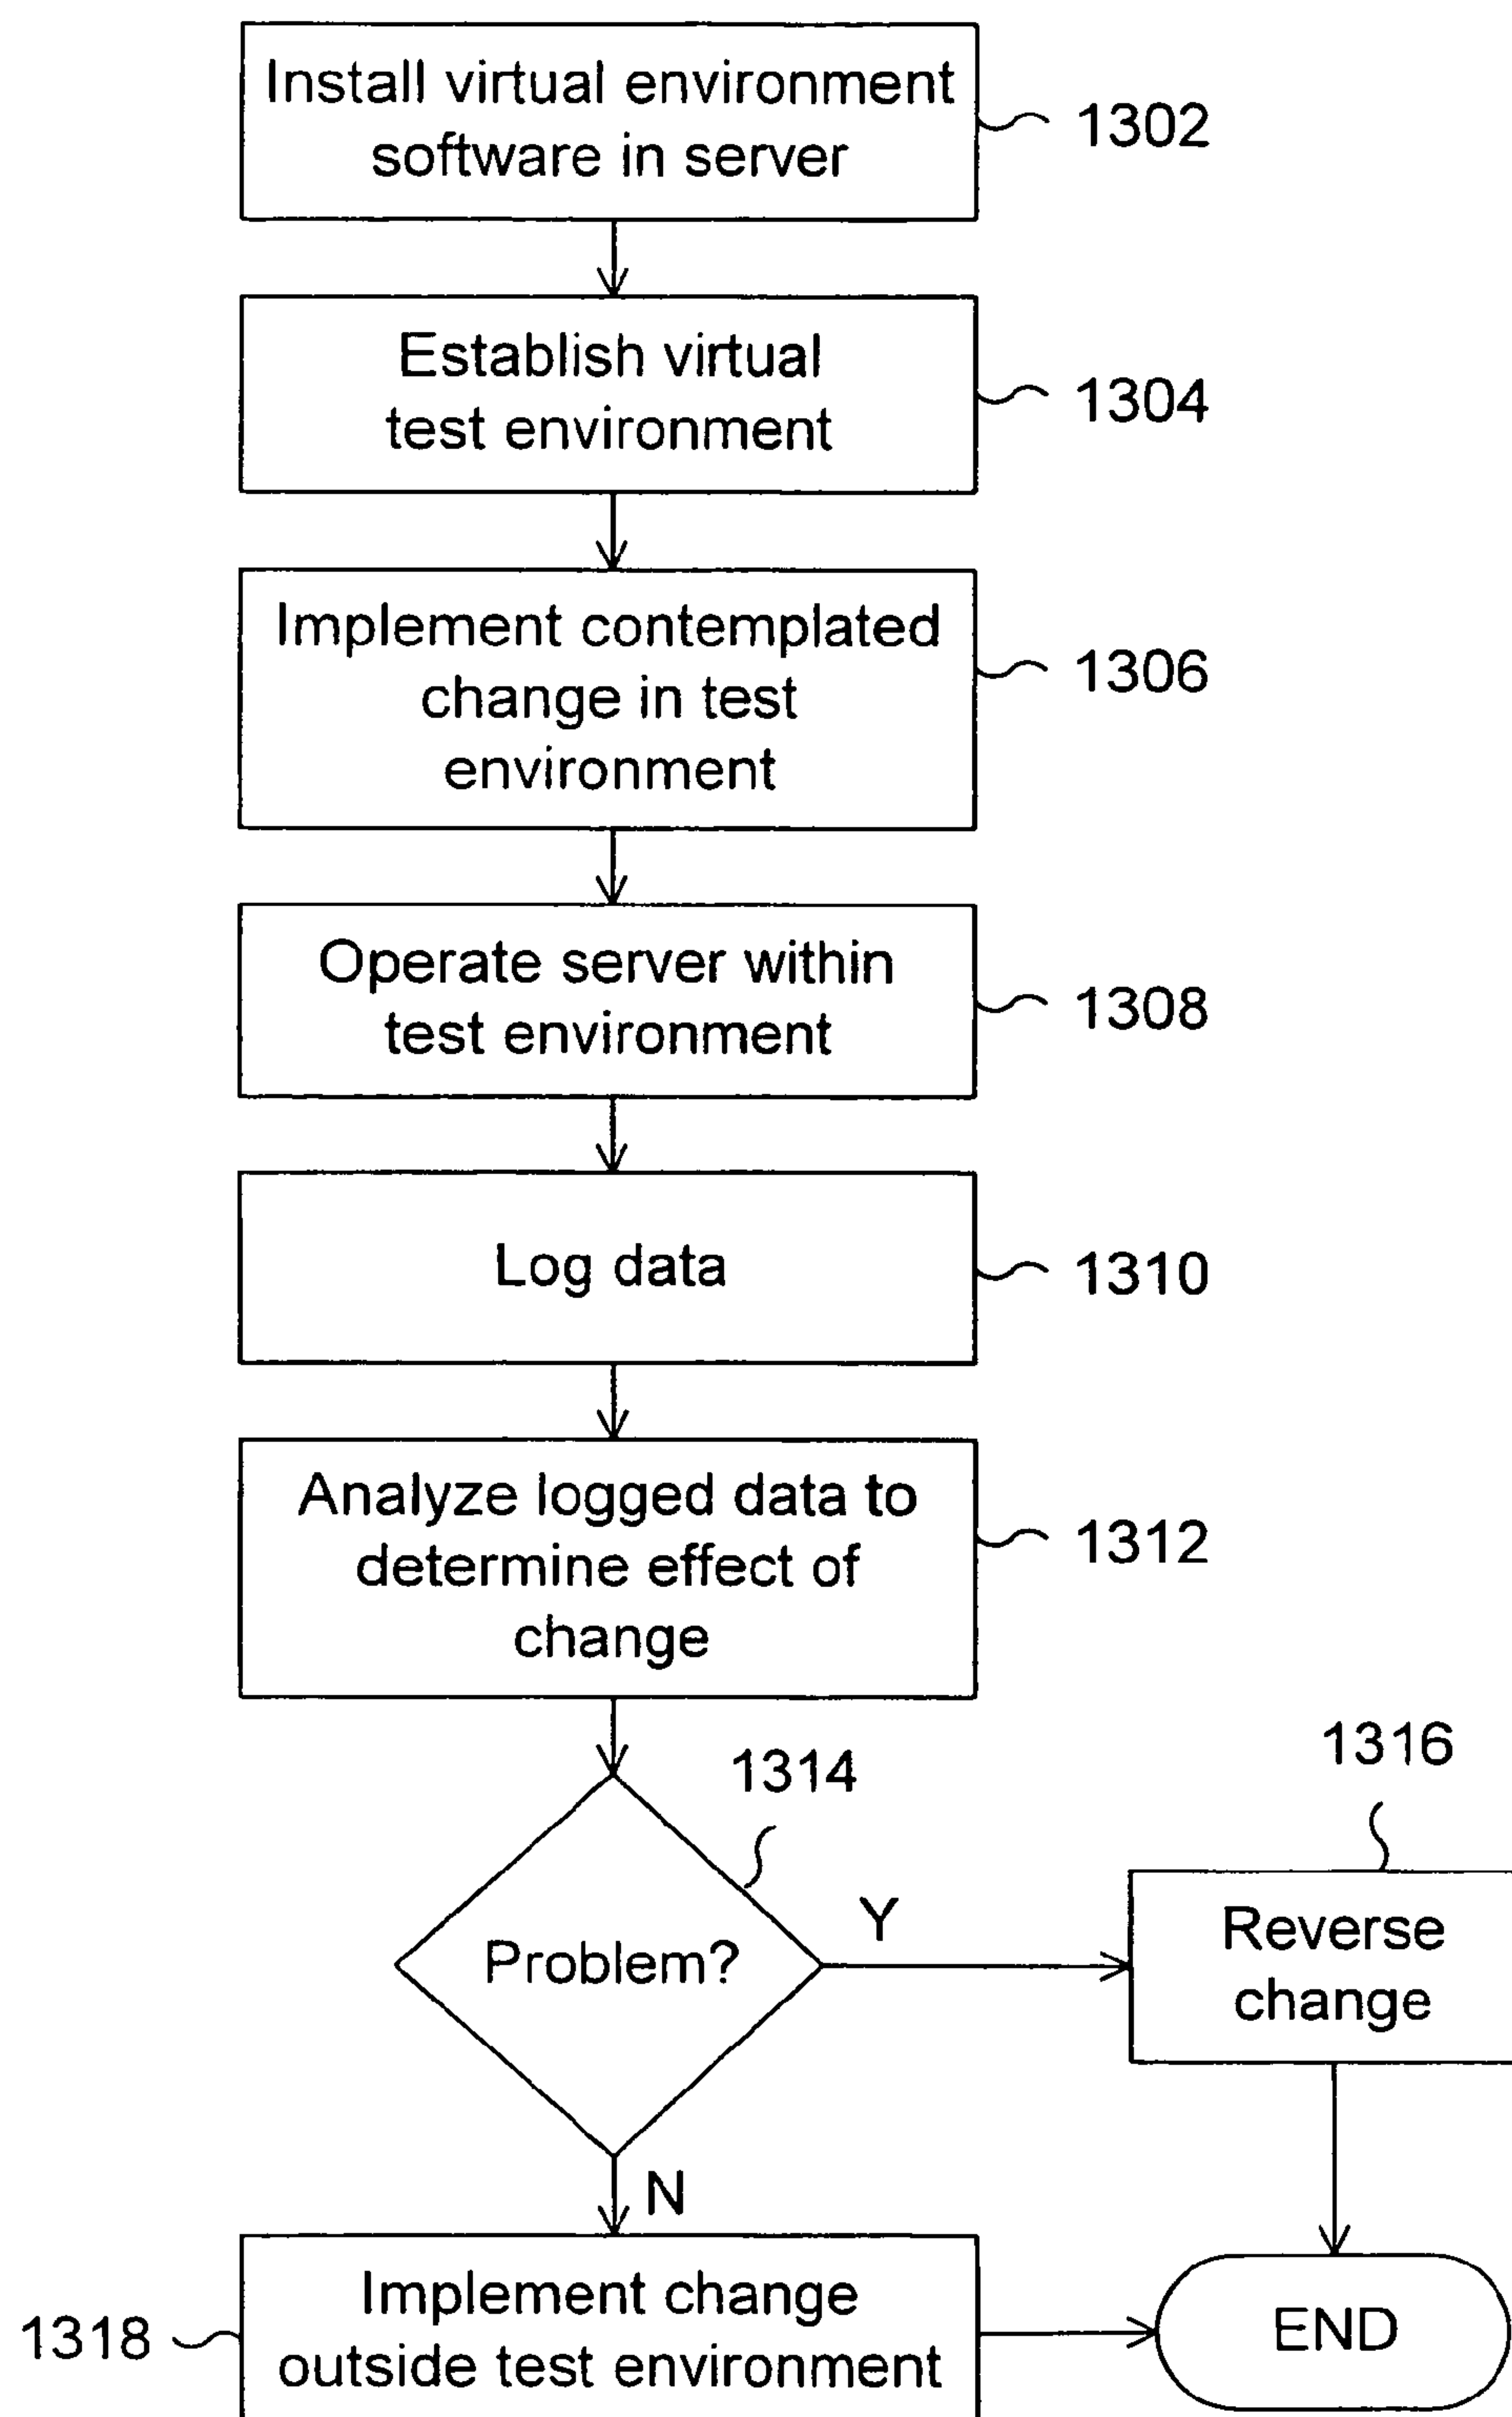 Install virtual environment
software in server
1302
Establish virtual
test environment
1304
Implement contemplated
change in test
environment
1306
Operate server within
test environment
1308
Log data
1310
Analyze logged data to
determine effect of
change
1312
1314
Problem?
Y
1316
Reverse
change
N
Implement change
outside test environment
1318
END